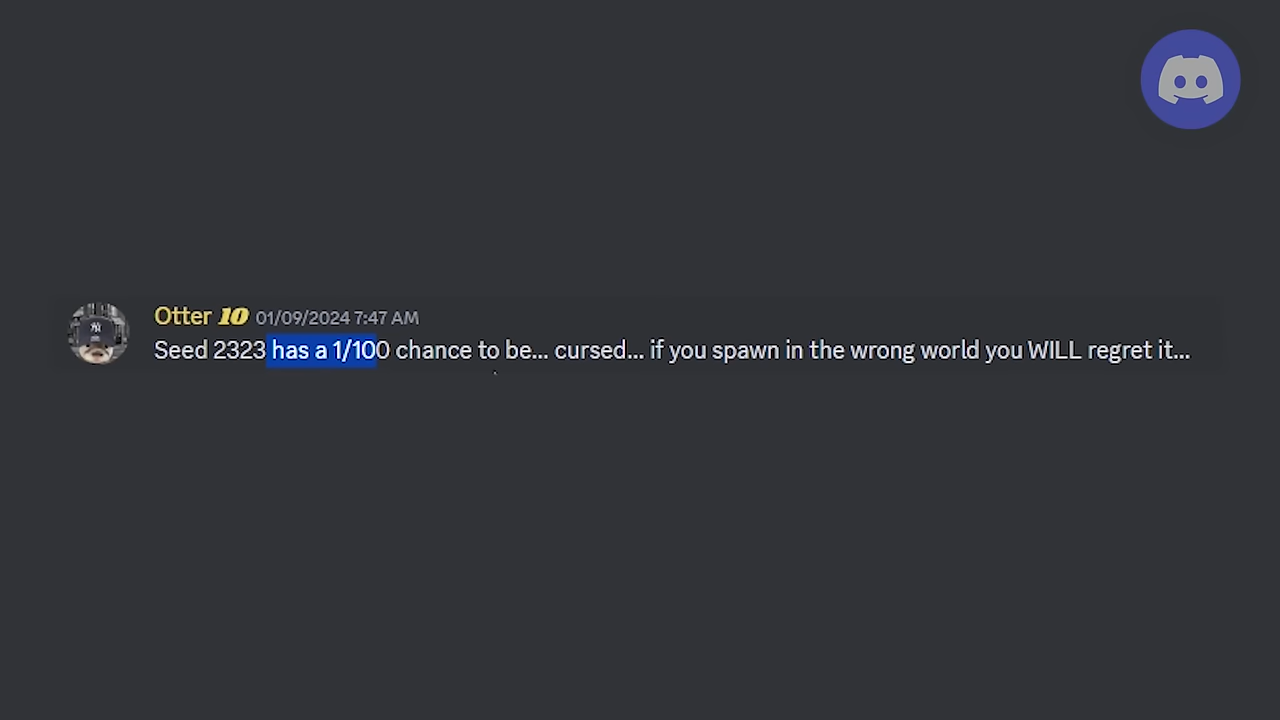 Otter 10 01/09/2024 7:47 AM
Seed 2323 has a 1/100 chance to be... cursed... if you spawn in the wrong world you WILL regret it...